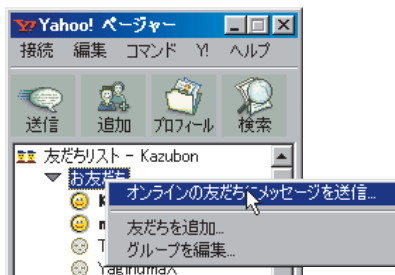 Yahoo! ページャー
接続 編集 コマンド Y! ヘルプ
送信 追加 プロフィール 検索
友だちリスト - Kazubon
お友だち
オンラインの友だちにメッセージを送信...
友だちを追加...
グループを編集...
YaginumaX